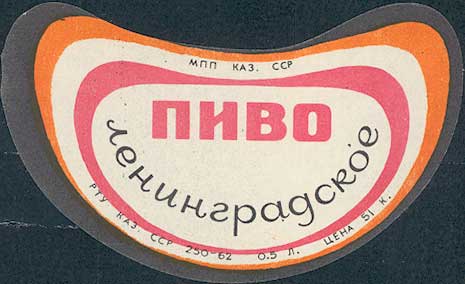 МПП КАЗ. ССР
ПИВО
ленинградское
РТУ КАЗ. ССР 250-62 0.5 Л. ЦЕНА 51 К.